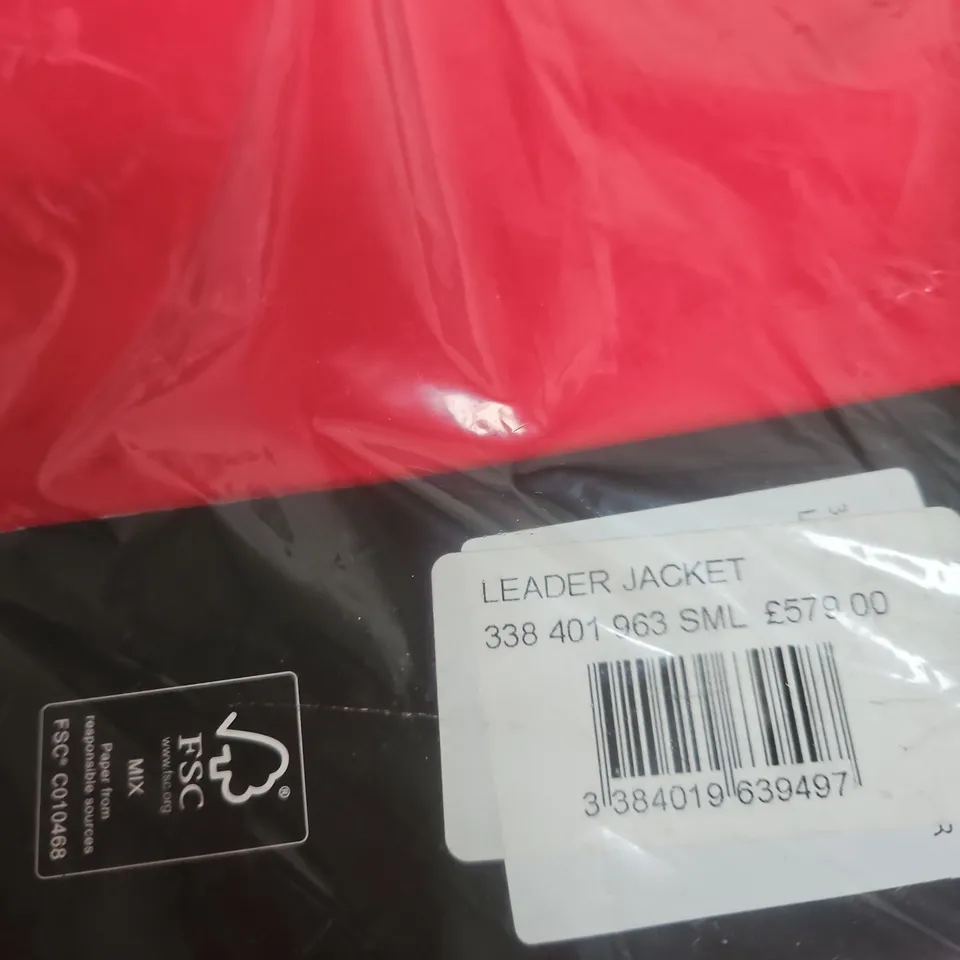 LEADER JACKET
338 401 963 SML £579.00
3 384019 639497
FSC®
www.fsc.org
MIX
Paper from
responsible sources
FSC® C010468